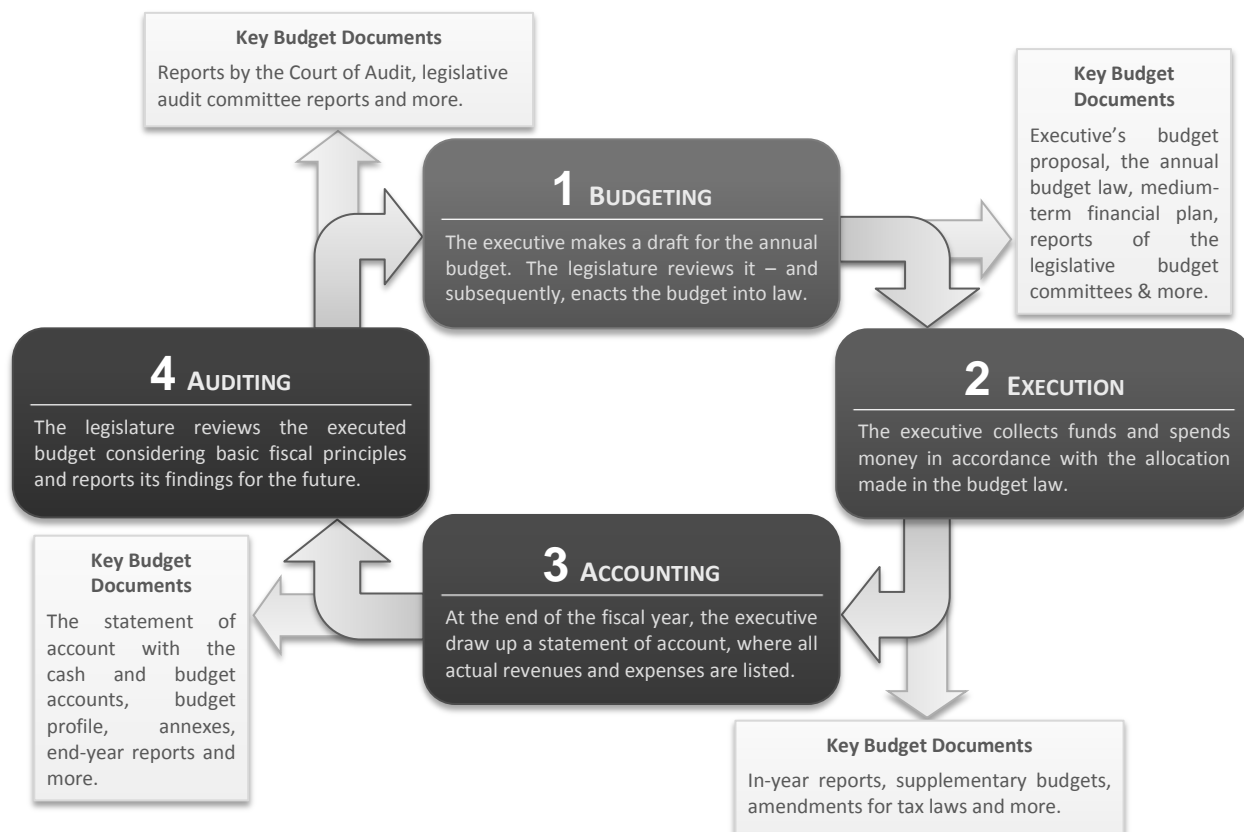 Key Budget Documents
Reports by the Court of Audit, legislative
audit committee reports and more.
Key Budget
Documents
Executive’s budget
proposal, the annual
budget law, medium-
term financial plan,
reports of the
legislative budget
committees & more.
1 BUDGETING
The executive makes a draft for the annual
budget. The legislature reviews it – and
subsequently, enacts the budget into law.
4 AUDITING
The legislature reviews the executed
budget considering basic fiscal principles
and reports its findings for the future.
2 EXECUTION
The executive collects funds and spends
money in accordance with the allocation
made in the budget law.
3 ACCOUNTING
At the end of the fiscal year, the executive
draw up a statement of account, where all
actual revenues and expenses are listed.
Key Budget
Documents
The statement of
account with the
cash and budget
accounts, budget
profile, annexes,
end-year reports and
more.
Key Budget Documents
In-year reports, supplementary budgets,
amendments for tax laws and more.